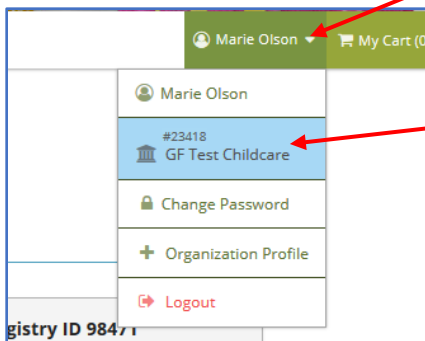 Marie Olson
My Cart (0
Marie Olson
#23418
GF Test Childcare
Change Password
Organization Profile
Logout
gistry ID 98471